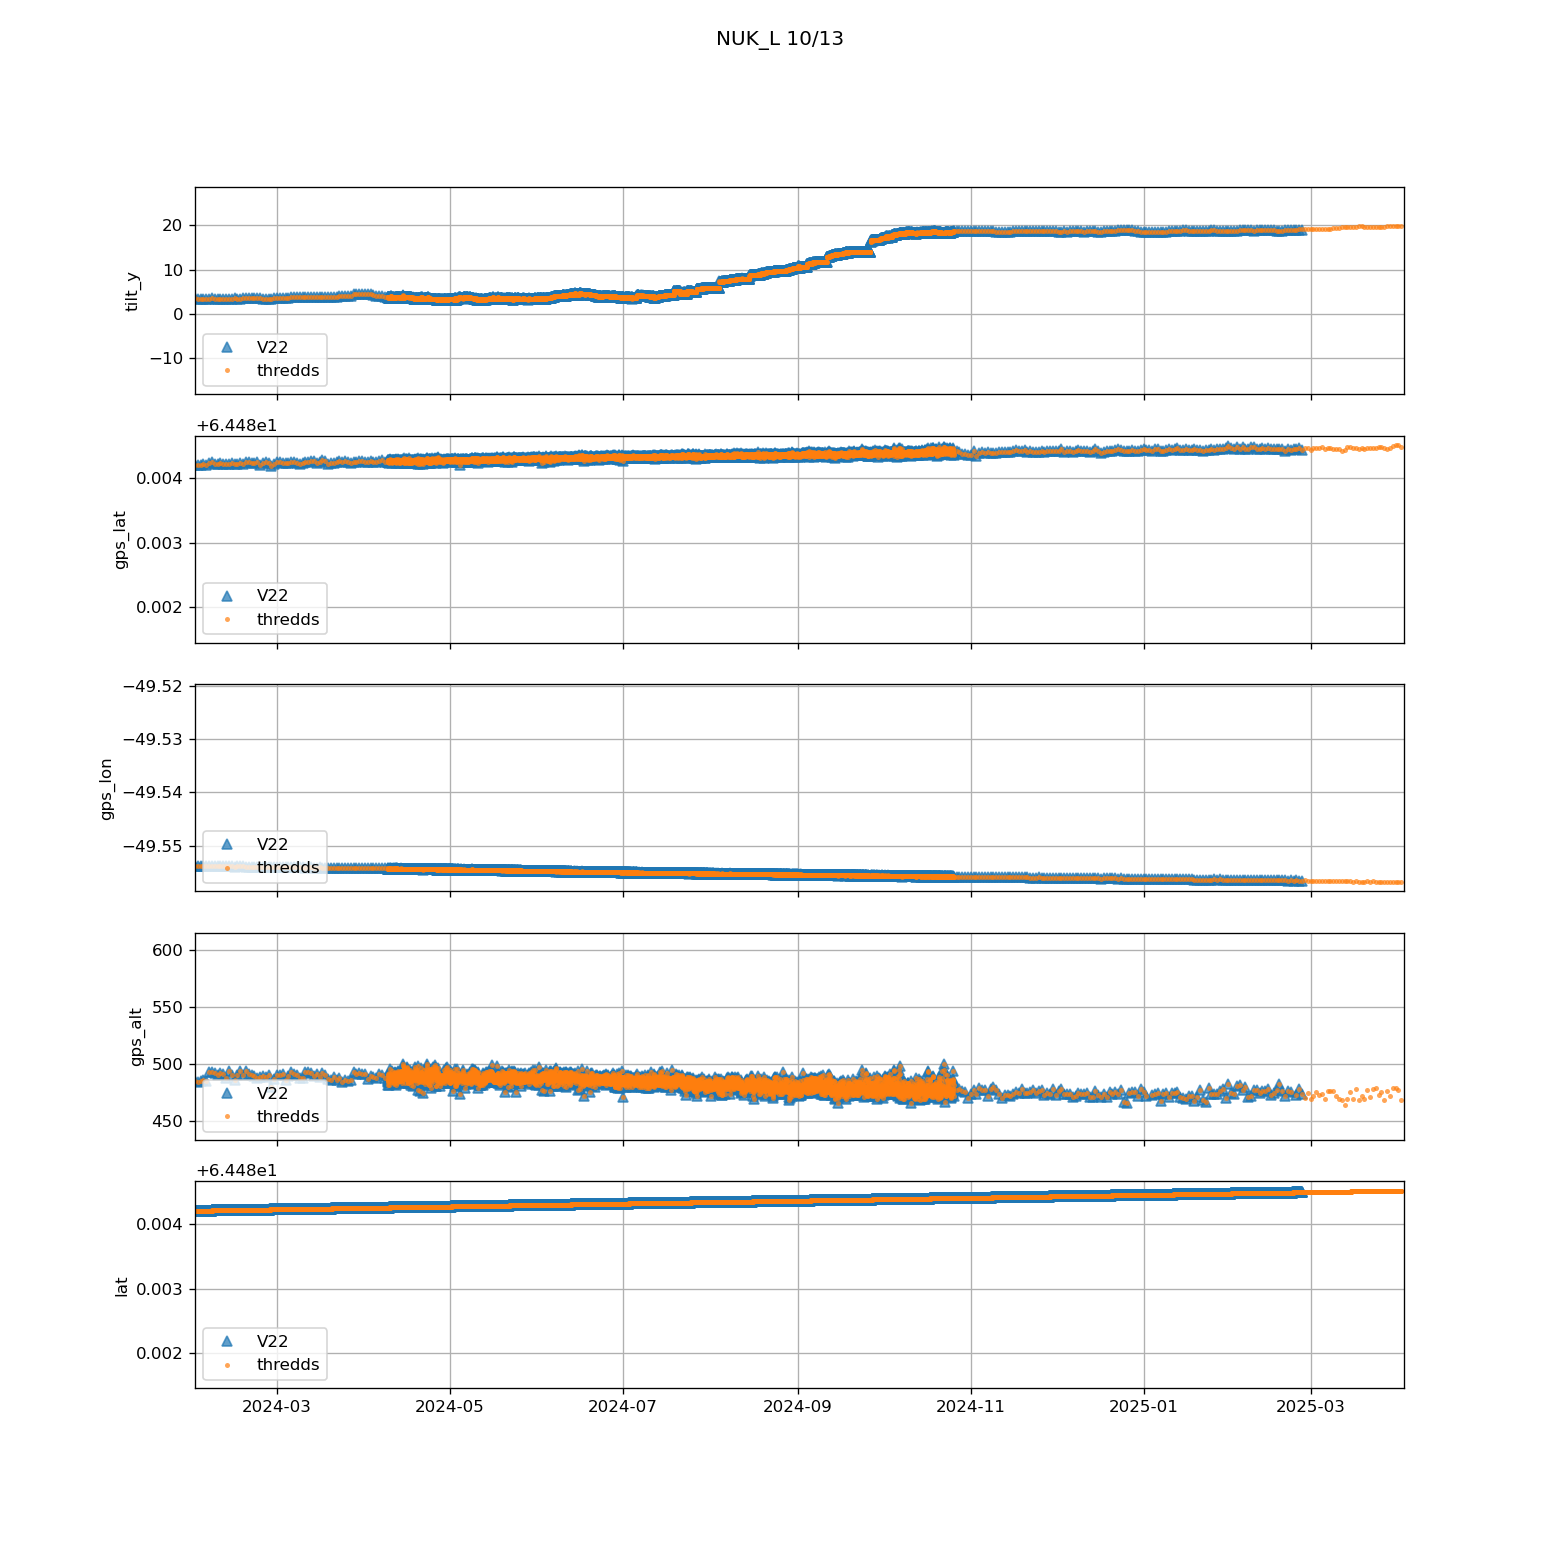 NUK_L 10/13
20
10
0
−10
tilt_y
V22
thredds
+6.448e1
0.004
0.003
0.002
gps_lat
V22
thredds
−49.52
−49.53
−49.54
−49.55
gps_lon
V22
thredds
600
550
500
450
gps_alt
V22
thredds
+6.448e1
0.004
0.003
0.002
lat
V22
thredds
2024-03 2024-05 2024-07 2024-09 2024-11 2025-01 2025-03